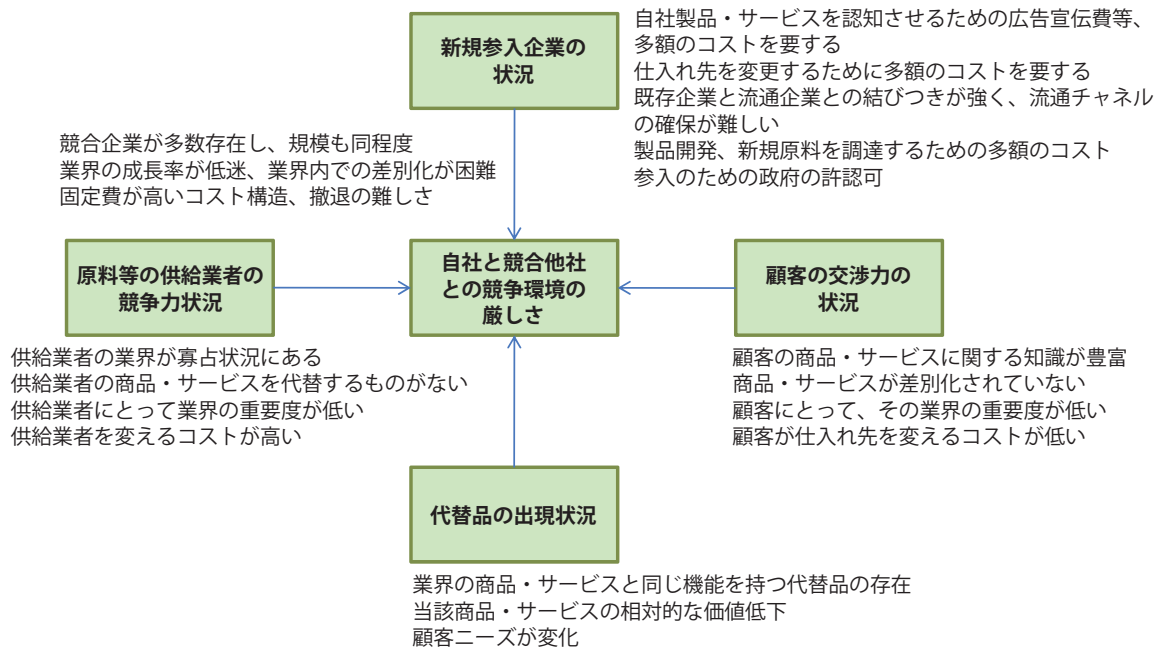 新規参入企業の
状況
自社製品・サービスを認知させるための広告宣伝費等、
多額のコストを要する
仕入れ先を変更するために多額のコストを要する
既存企業と流通企業との結びつきが強く、流通チャネル
の確保が難しい
製品開発、新規原料を調達するための多額のコスト
参入のための政府の許認可
競合企業が多数存在し、規模も同程度
業界の成長率が低迷、業界内での差別化が困難
固定費が高いコスト構造、撤退の難しさ
原料等の供給業者の
競争力状況
自社と競合他社
との競争環境の
厳しさ
顧客の交渉力の
状況
供給業者の業界が寡占状況にある
供給業者の商品・サービスを代替するものがない
供給業者にとって業界の重要度が低い
供給業者を変えるコストが高い
顧客の商品・サービスに関する知識が豊富
商品・サービスが差別化されていない
顧客にとって、その業界の重要度が低い
顧客が仕入れ先を変えるコストが低い
代替品の出現状況
業界の商品・サービスと同じ機能を持つ代替品の存在
当該商品・サービスの相対的な価値低下
顧客ニーズが変化